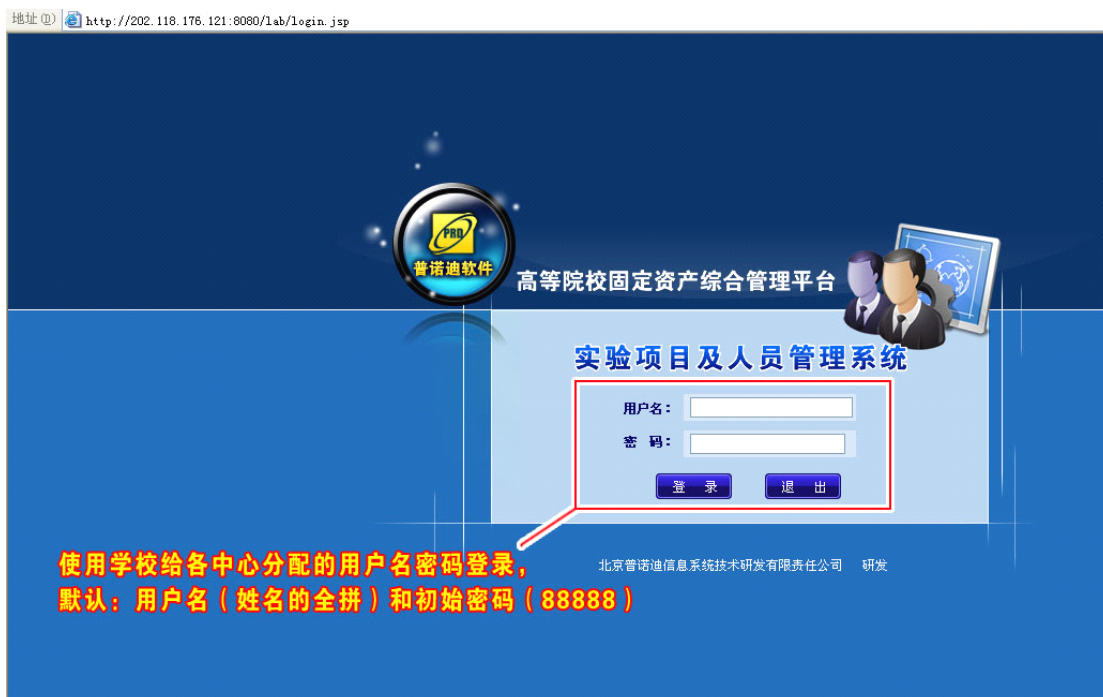 地址(D) http://202.118.176.121:8080/lab/login.jsp
PRD
普诺迪软件
高等院校固定资产综合管理平台
实验项目及人员管理系统
用户名：
密 码：
登 录 退 出
使用学校给各中心分配的用户名密码登录，
默认：用户名（姓名的全拼）和初始密码（88888）
北京普诺迪信息系统技术研发有限责任公司 研发